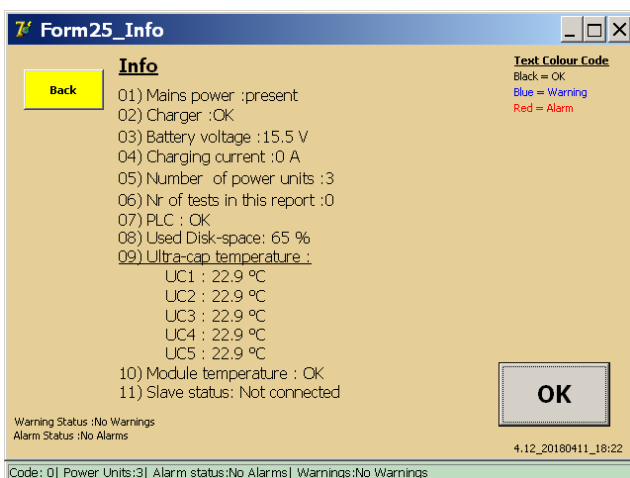 Form25_Info
Back
Info
01) Mains power :present
02) Charger :OK
03) Battery voltage :15.5 V
04) Charging current :0 A
05) Number of power units :3
06) Nr of tests in this report :0
07) PLC : OK
08) Used Disk-space: 65 %
09) Ultra-cap temperature :
UC1 : 22.9 ºC
UC2 : 22.9 ºC
UC3 : 22.9 ºC
UC4 : 22.9 ºC
UC5 : 22.9 ºC
10) Module temperature : OK
11) Slave status: Not connected
Text Colour Code
Black = OK
Blue = Warning
Red = Alarm
OK
Warning Status :No Warnings
Alarm Status :No Alarms
4.12_20180411_18:22
Code: 0| Power Units:3| Alarm status:No Alarms| Warnings:No Warnings